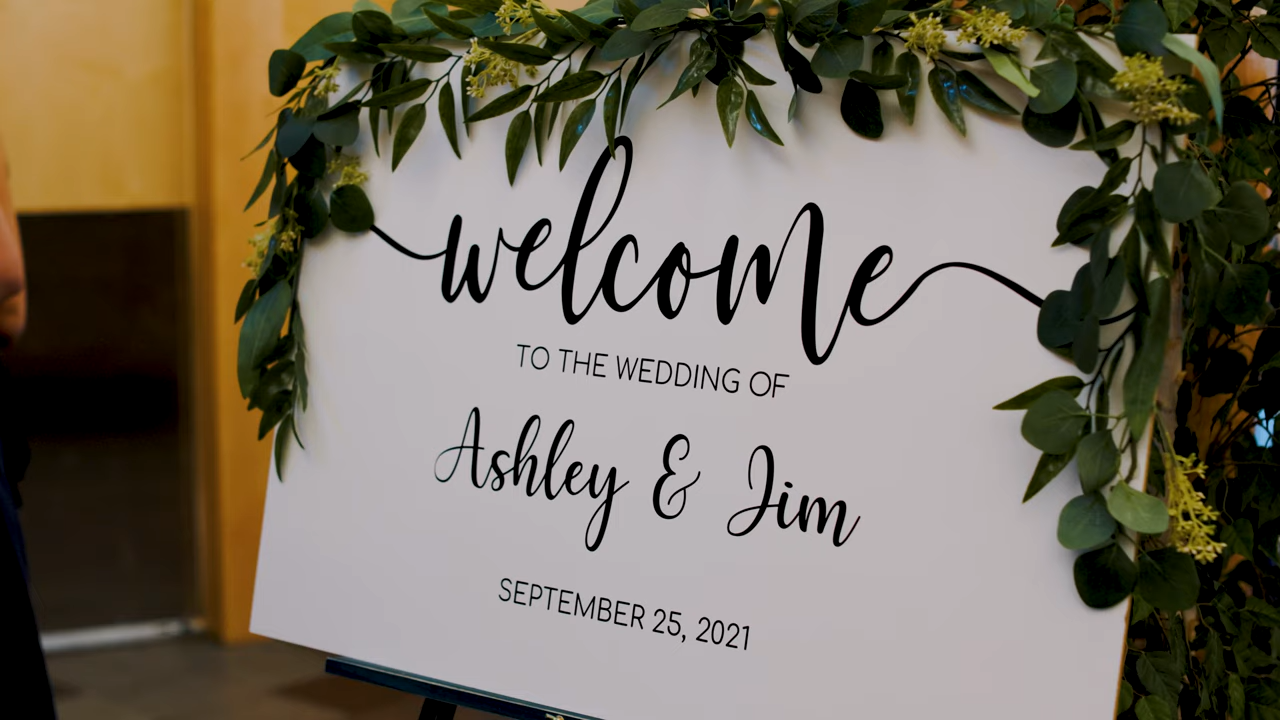 welcome
TO THE WEDDING OF
Ashley & Jim
SEPTEMBER 25, 2021